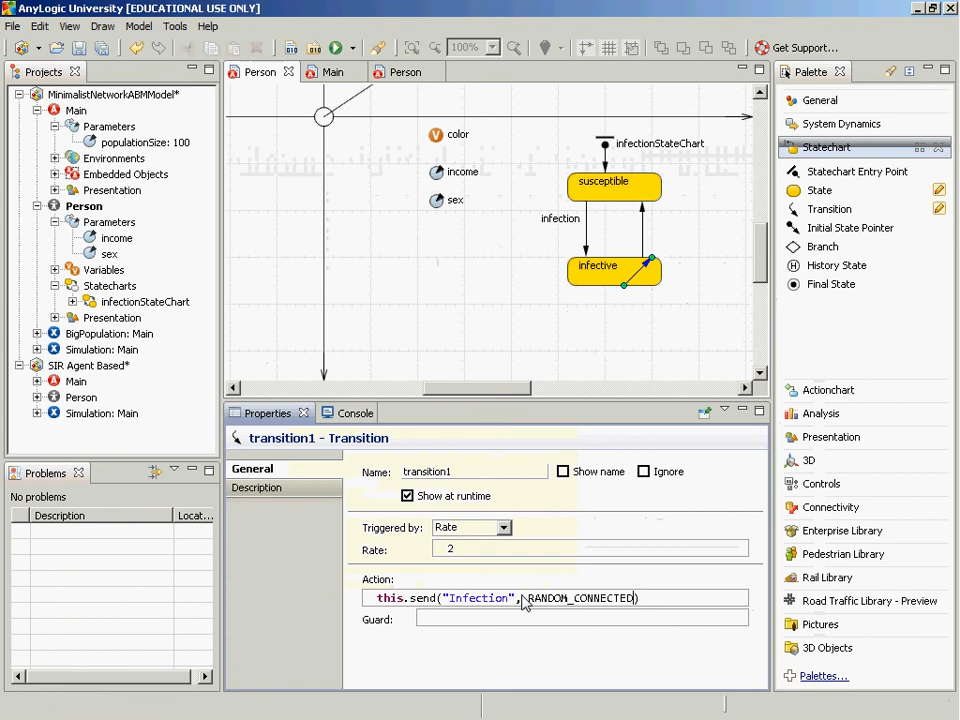 AnyLogic University [EDUCATIONAL USE ONLY]
File Edit View Draw Model Tools Help
100% Get Support...
Projects
MinimalistNetworkABMModel*
Main
Parameters
populationSize: 100
Environments
Embedded Objects
Presentation
Person
Parameters
income
sex
Variables
Statecharts
infectionStateChart
Presentation
BigPopulation: Main
Simulation: Main
SIR Agent Based*
Main
Person
Simulation: Main
Problems
No problems
Description Locat...
Person Main Person
color
income
sex
infectionStateChart
susceptible
infection
infective
Properties Console
transition1 - Transition
General
Description
Name: transition1 Show name Ignore
Show at runtime
Triggered by: Rate
Rate: 2
Action:
this.send("Infection", RANDOM_CONNECTED)
Guard:
Palette
General
System Dynamics
Statechart
Statechart Entry Point
State
Transition
Initial State Pointer
Branch
History State
Final State
Actionchart
Analysis
Presentation
3D
Controls
Connectivity
Enterprise Library
Pedestrian Library
Rail Library
Road Traffic Library - Preview
Pictures
3D Objects
Palettes...